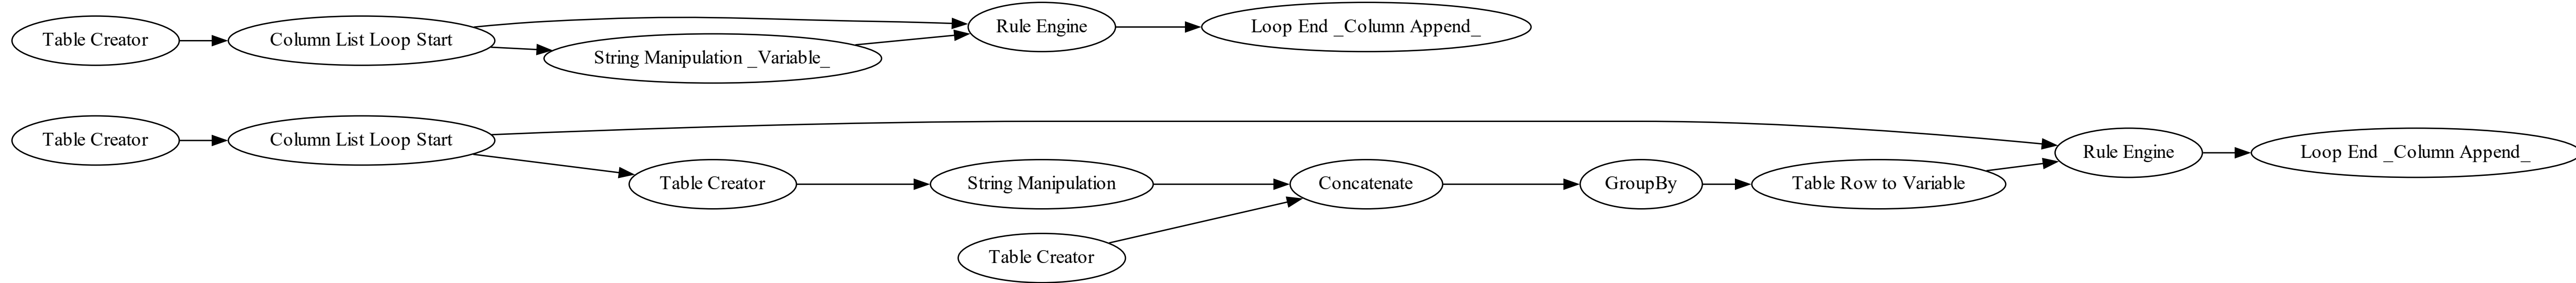 Table Creator
Column List Loop Start
String Manipulation _Variable_
Rule Engine
Loop End _Column Append_
Table Creator
Column List Loop Start
Table Creator
String Manipulation
Table Creator
Concatenate
GroupBy
Table Row to Variable
Rule Engine
Loop End _Column Append_